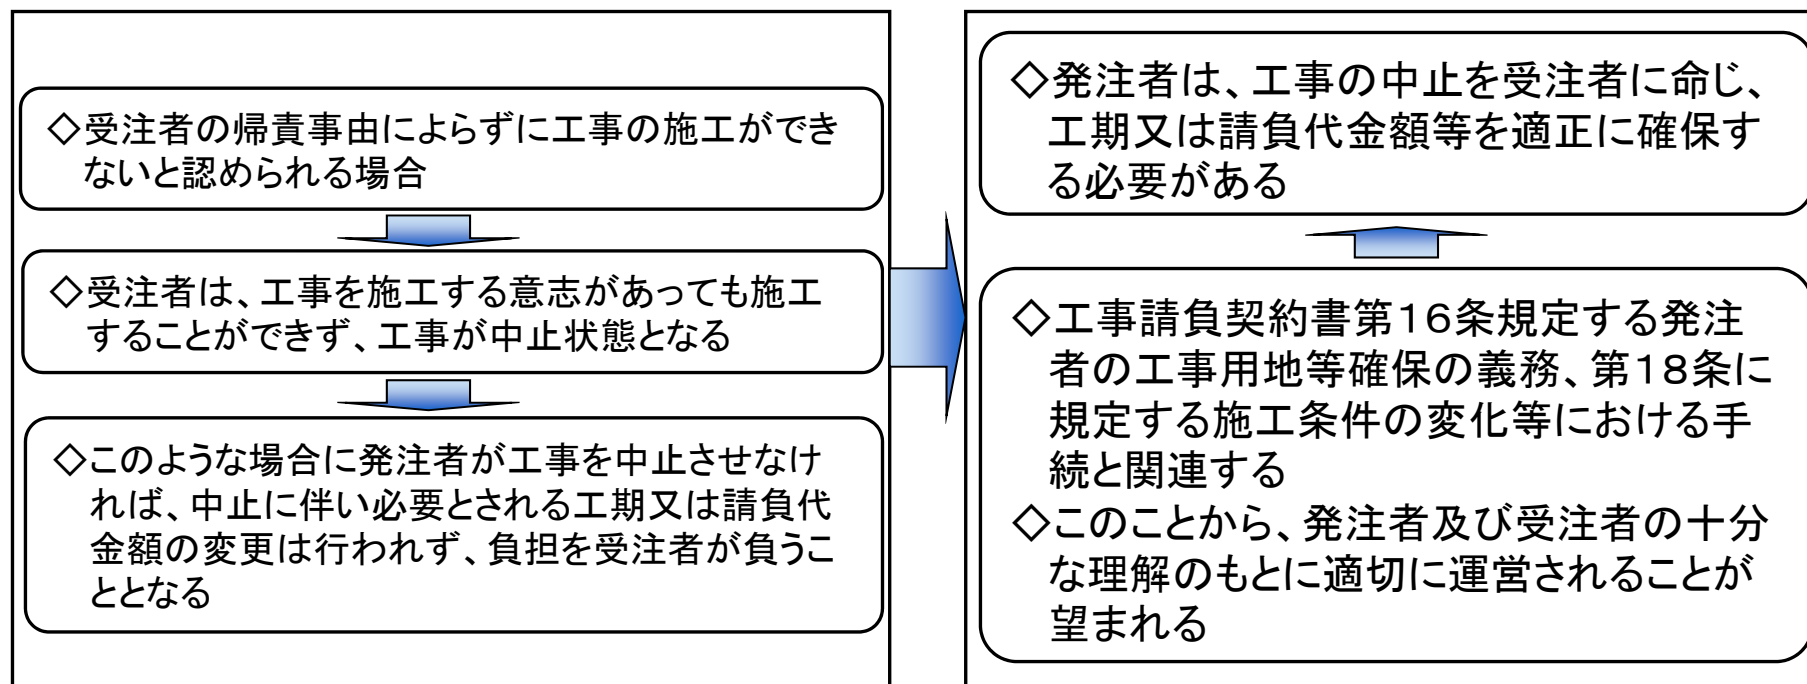 ◇受注者の帰責事由によらずに工事の施工ができ
ないと認められる場合
◇受注者は、工事を施工する意志があっても施工
することができず、工事が中止状態となる
◇このような場合に発注者が工事を中止させなけ
れば、中止に伴い必要とされる工期又は請負代
金額の変更は行われず、負担を受注者が負うこ
ととなる
◇発注者は、工事の中止を受注者に命じ、
工期又は請負代金額等を適正に確保す
る必要がある
◇工事請負契約書第16条規定する発注
者の工事用地等確保の義務、第18条に
規定する施工条件の変化等における手
続と関連する
◇このことから、発注者及び受注者の十分
な理解のもとに適切に運営されることが
望まれる